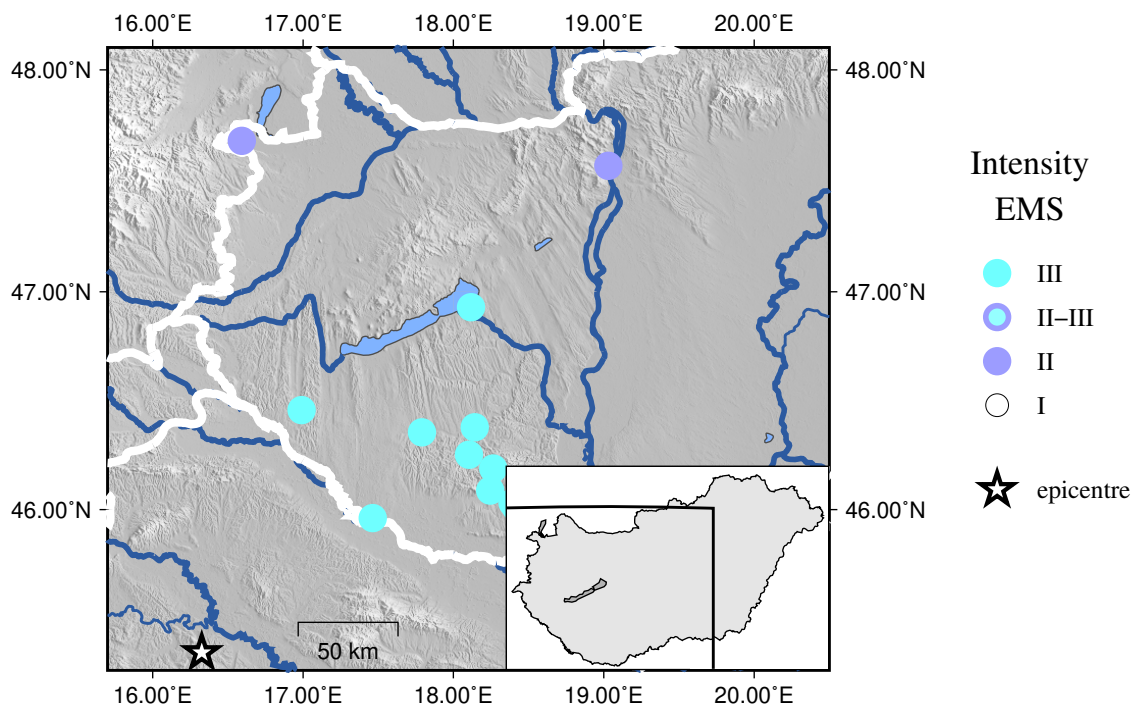 16.00˚E 17.00˚E 18.00˚E 19.00˚E 20.00˚E
48.00˚N 48.00˚N
47.00˚N 47.00˚N
46.00˚N 46.00˚N
16.00˚E 17.00˚E 18.00˚E 19.00˚E 20.00˚E
50 km
Intensity
EMS
III
II–III
II
I
epicentre